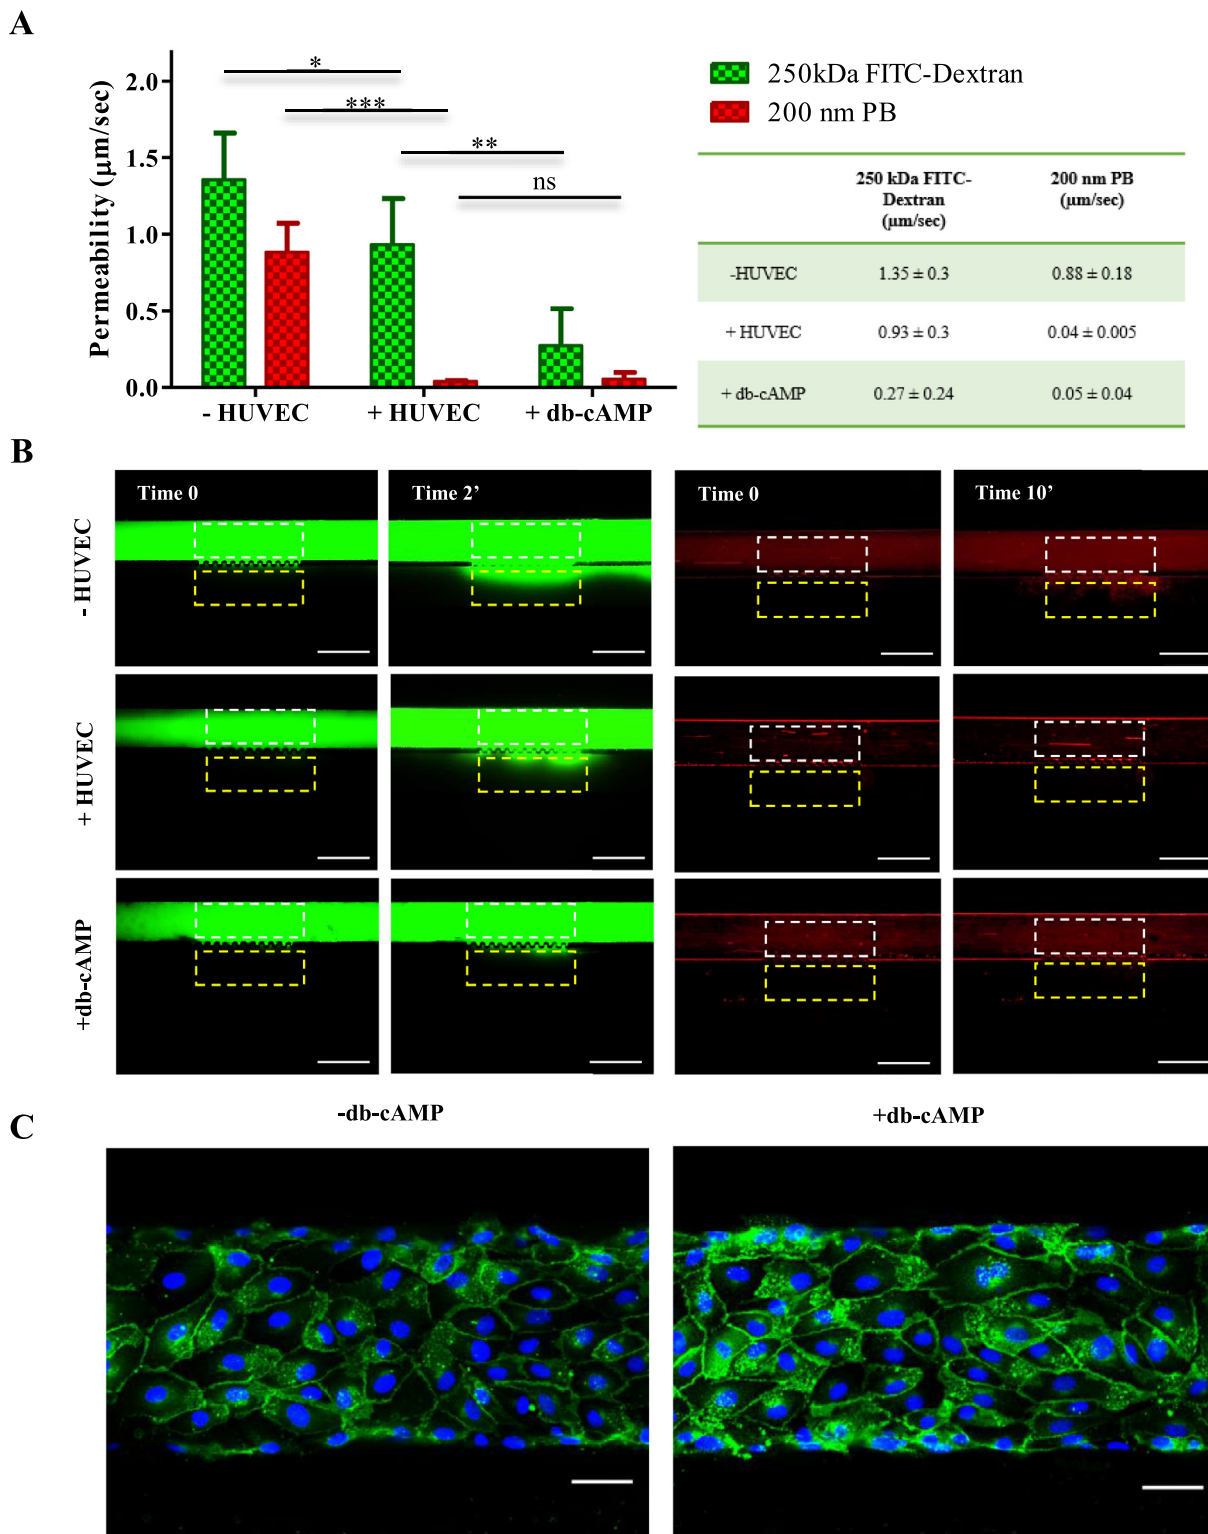 A
Permeability (μm/sec)
2.0
1.5
1.0
0.5
0.0
*
***
**
ns
- HUVEC
+ HUVEC
+ db-cAMP
250kDa FITC-Dextran
200 nm PB
250 kDa FITC-
Dextran
(μm/sec)
200 nm PB
(μm/sec)
-HUVEC 1.35 ± 0.3 0.88 ± 0.18
+ HUVEC 0.93 ± 0.3 0.04 ± 0.005
+ db-cAMP 0.27 ± 0.24 0.05 ± 0.04
B
Time 0
Time 2’
Time 0
Time 10’
- HUVEC
+ HUVEC
+db-cAMP
C
-db-cAMP
+db-cAMP